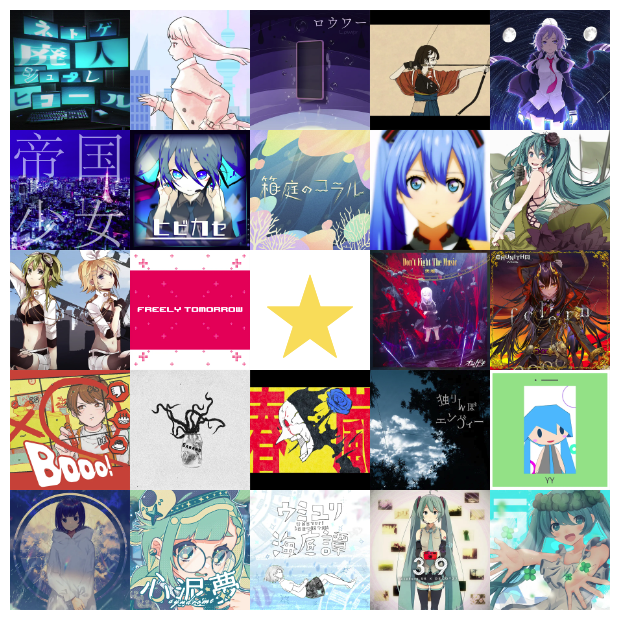 ネトゲ
廃人
シュプレ
ヒコール
ロウワー
帝国
少女
ヒビカセ
箱庭のコラル
FREELY TOMORROW
Don't Fight The Music
CHUNITHM
BOOO!
春嵐
独りんぼ
エンヴィー
YY
心泥夢
ウミユリ
海底譚
39